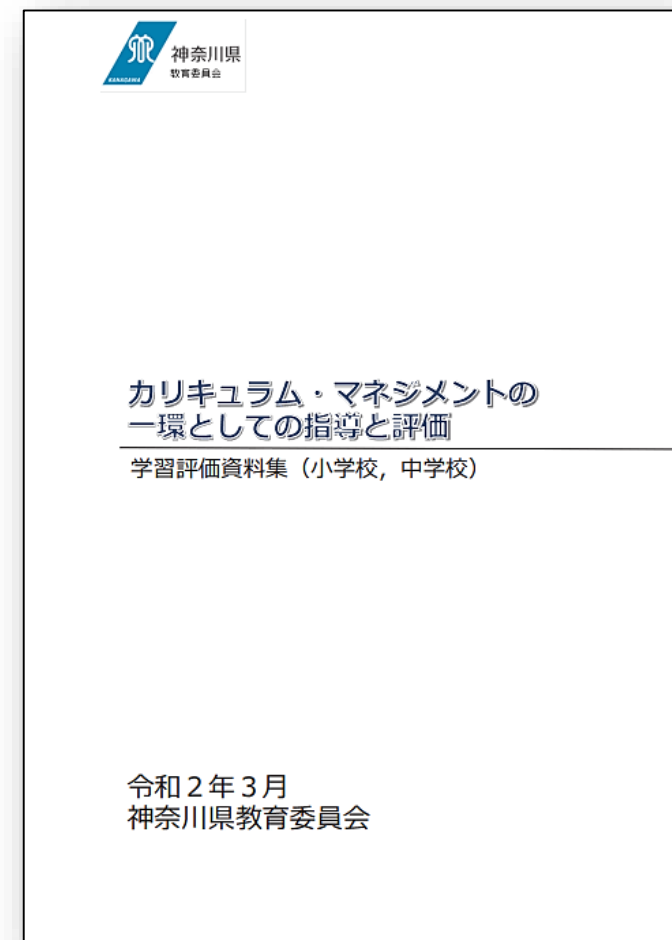 神奈川県
教育委員会
KANAGAWA
カリキュラム・マネジメントの
一環としての指導と評価
学習評価資料集（小学校，中学校）
令和２年３月
神奈川県教育委員会